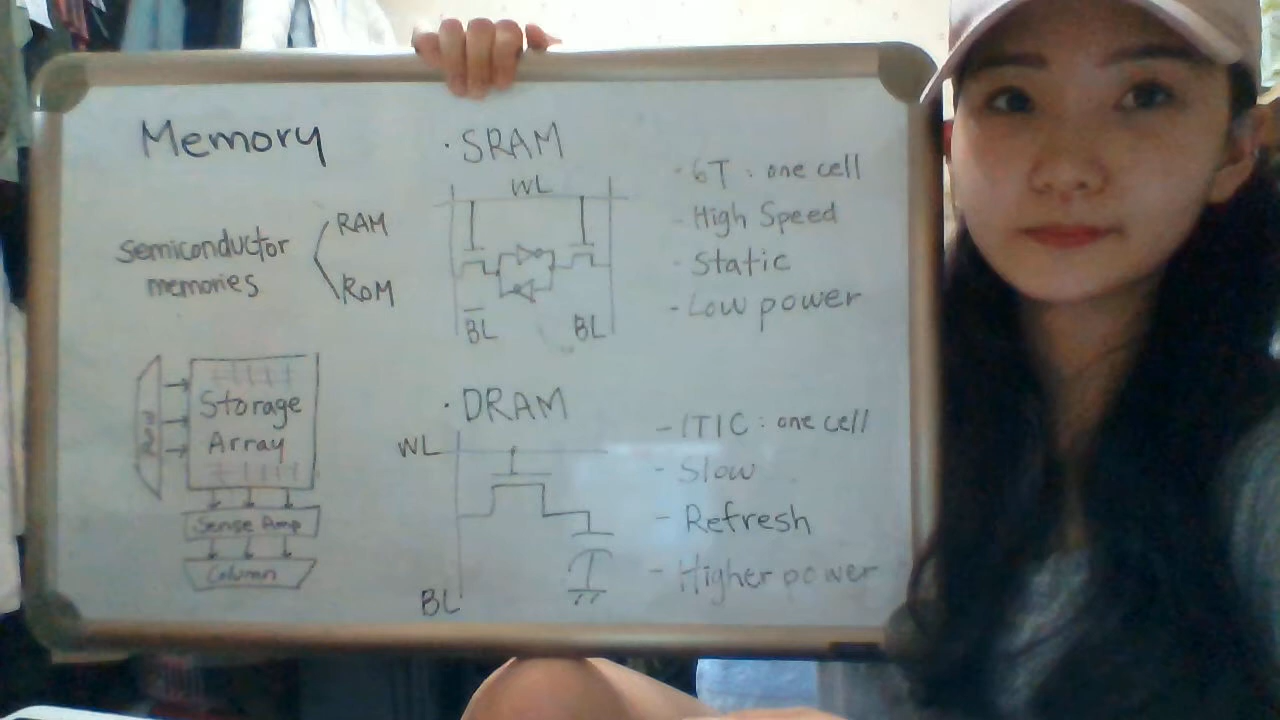 Memory
semiconductor
memories
RAM
ROM
Storage
Array
Sense Amp
Column
· SRAM
WL
BL
BL
- 6T : one cell
- High Speed
- Static
- Low power
· DRAM
WL
BL
- 1T1C : one cell
- Slow
- Refresh
- Higher power